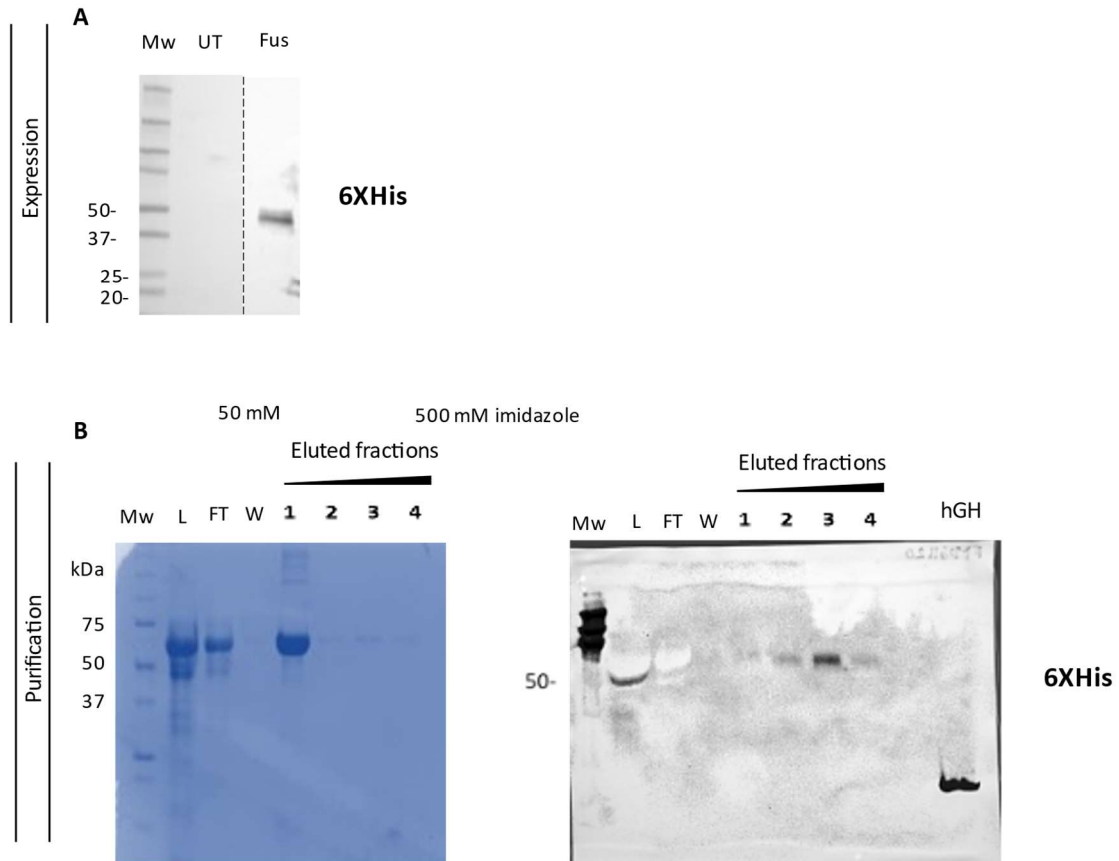 A
Mw UT Fus
Expression
50-
37-
25-
20-
6XHis
50 mM 500 mM imidazole
B
Eluted fractions
Mw L FT W 1 2 3 4
Purification
kDa
75
50
37
Eluted fractions
Mw L FT W 1 2 3 4 hGH
50-
6XHis